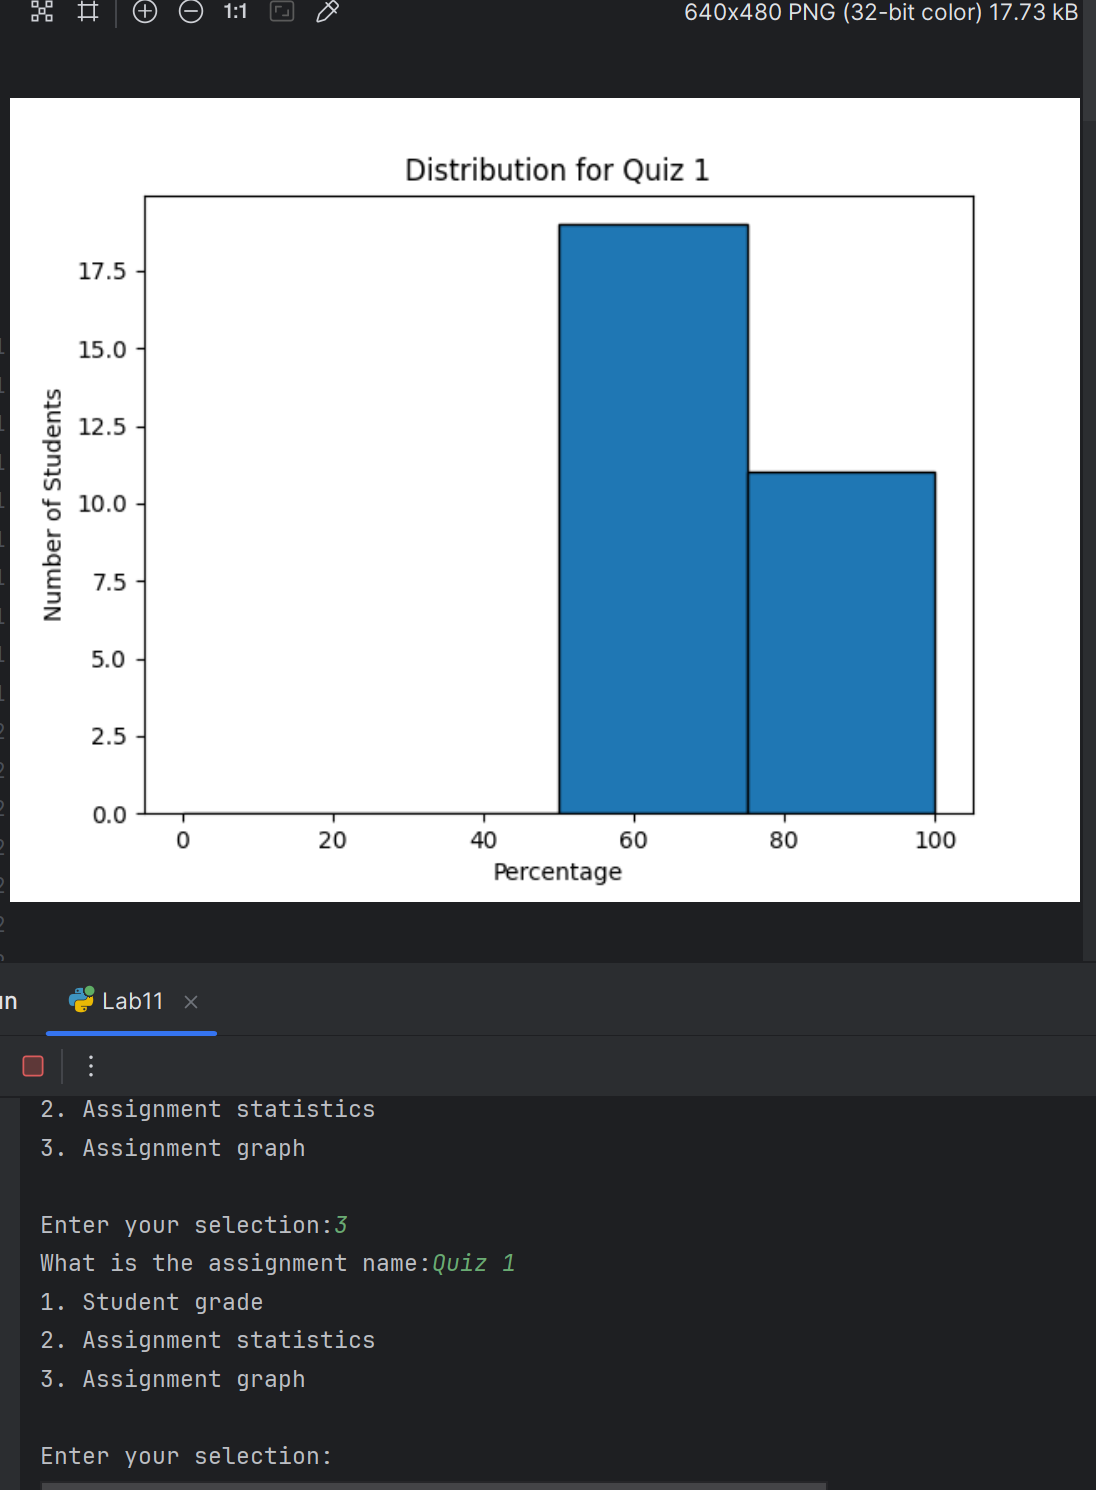 1:1
640x480 PNG (32-bit color) 17.73 kB
Distribution for Quiz 1
17.5
15.0
12.5
10.0
7.5
5.0
2.5
0.0
Number of Students
0 20 40 60 80 100
Percentage
Lab11
2. Assignment statistics
3. Assignment graph
Enter your selection:3
What is the assignment name:Quiz 1
1. Student grade
2. Assignment statistics
3. Assignment graph
Enter your selection: